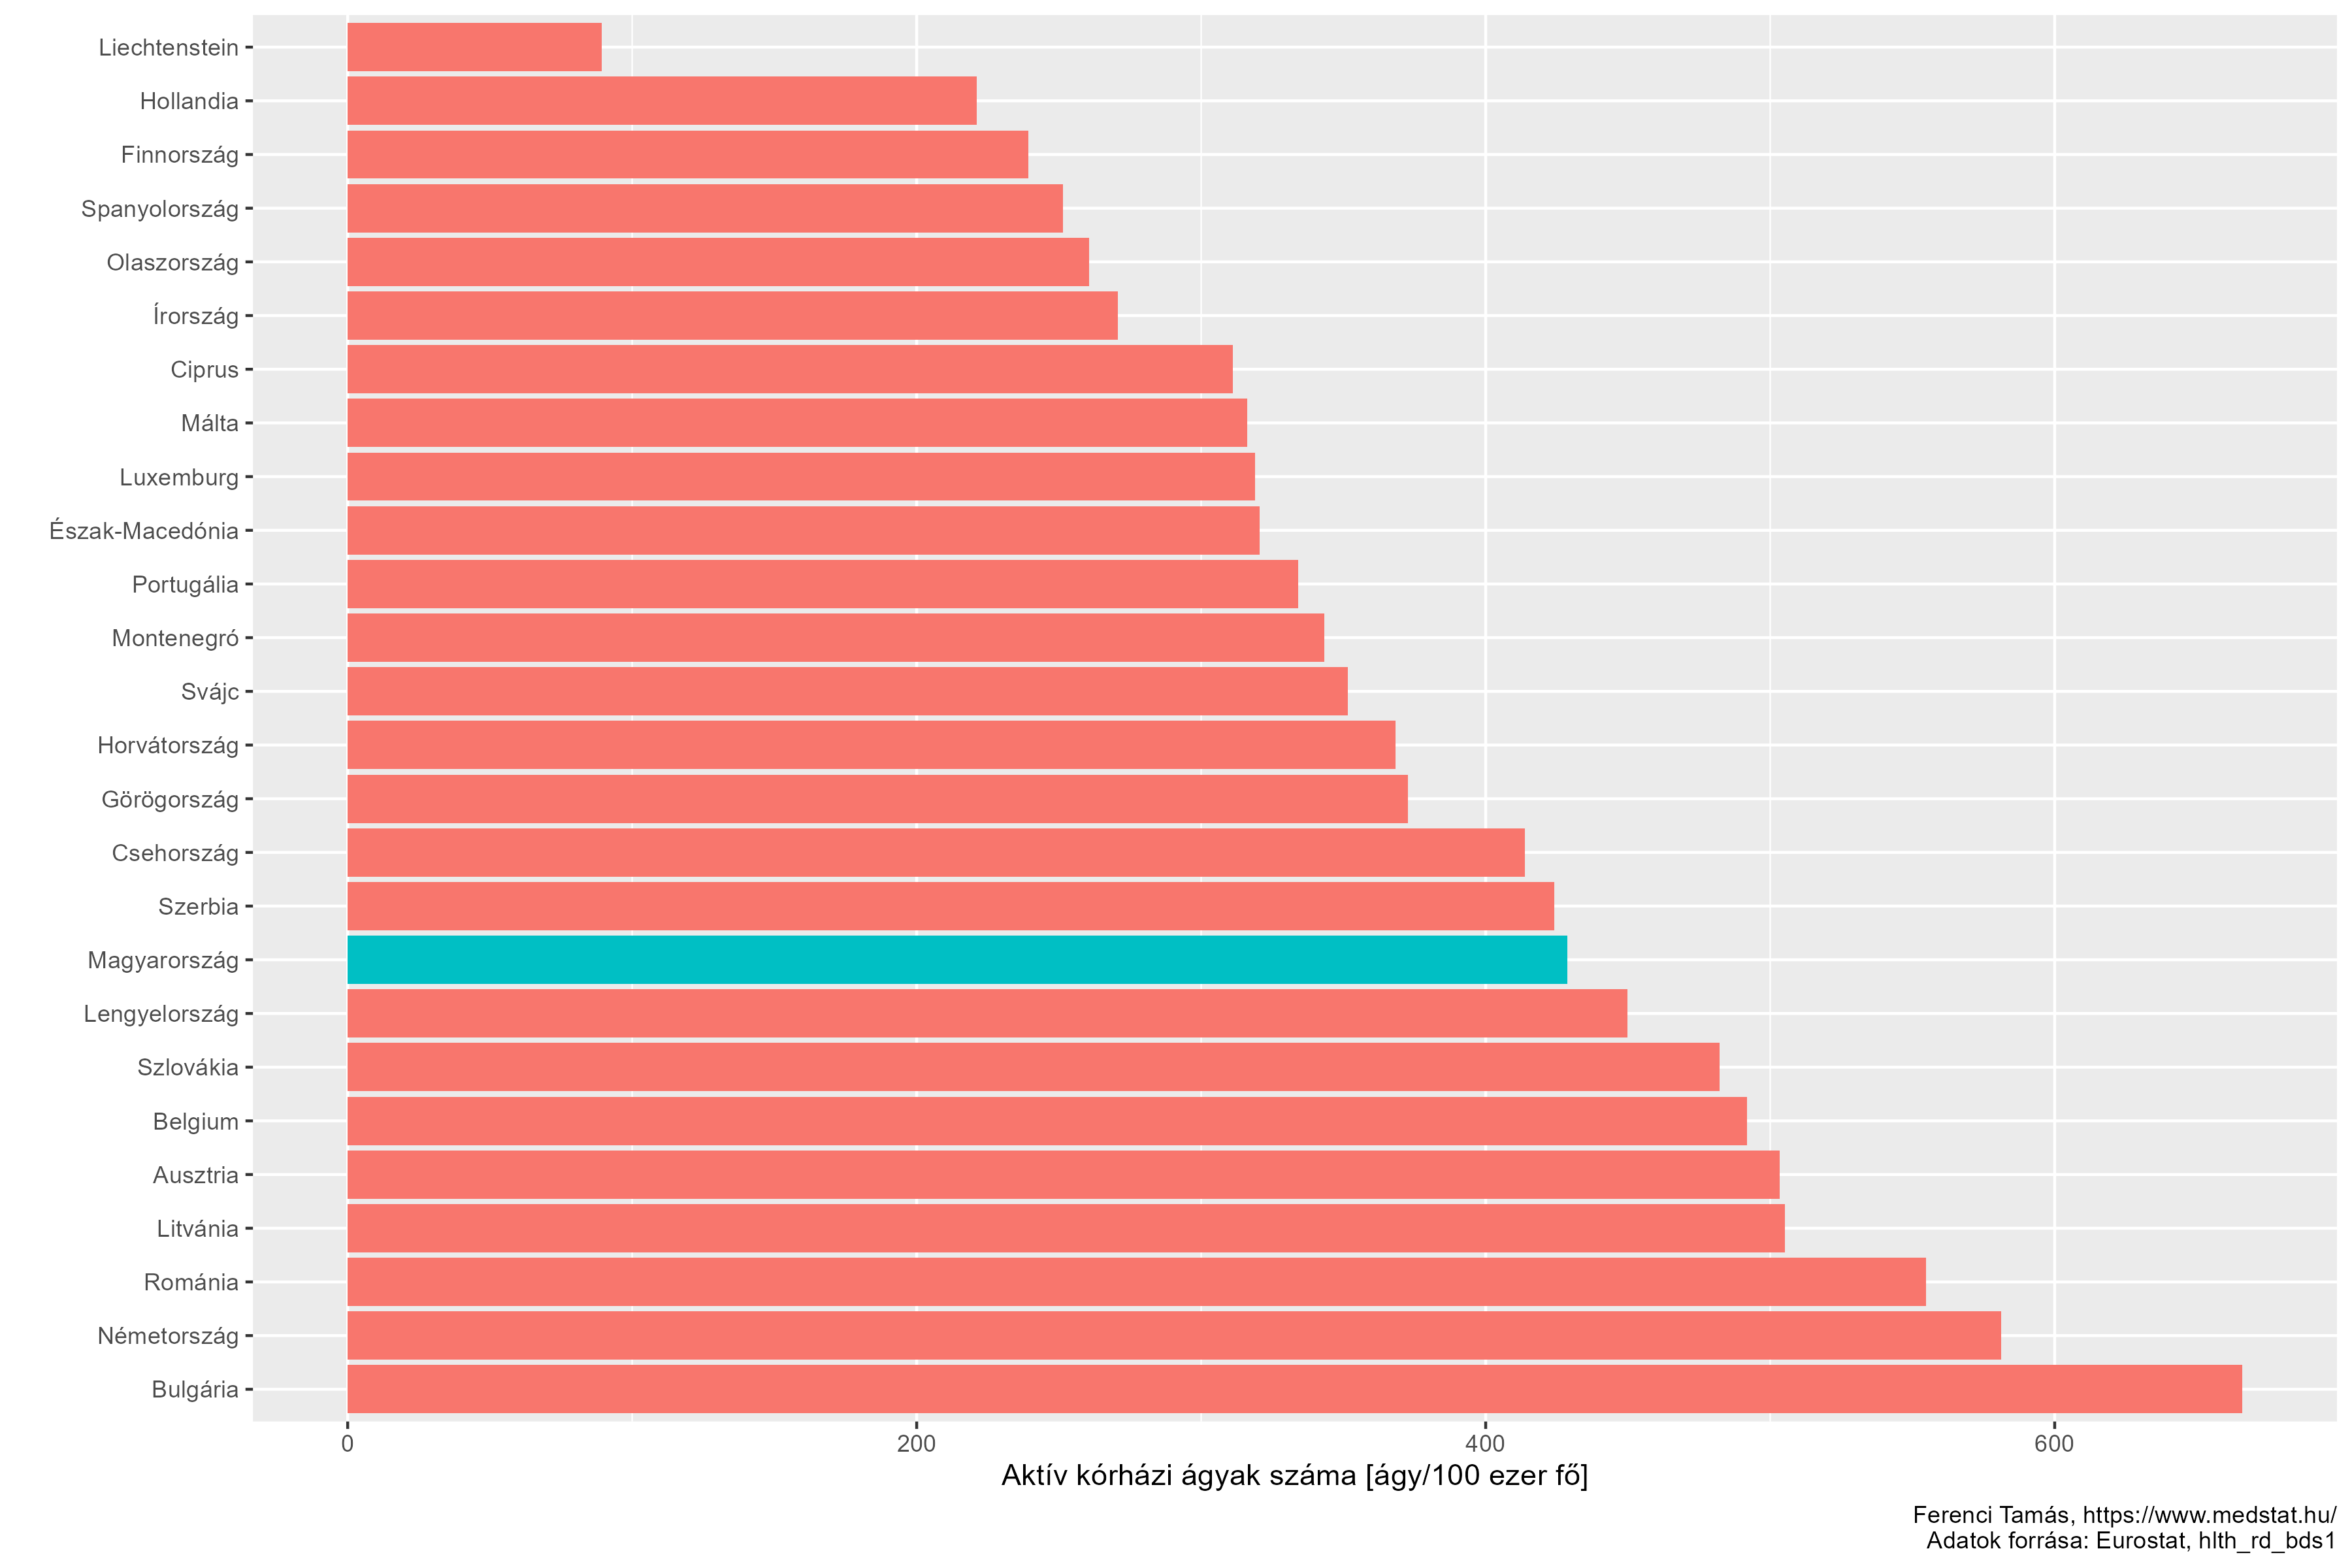 Liechtenstein
Hollandia
Finnország
Spanyolország
Olaszország
Írország
Ciprus
Málta
Luxemburg
Észak-Macedónia
Portugália
Montenegró
Svájc
Horvátország
Görögország
Csehország
Szerbia
Magyarország
Lengyelország
Szlovákia
Belgium
Ausztria
Litvánia
Románia
Németország
Bulgária
0 200 400 600
Aktív kórházi ágyak száma [ágy/100 ezer fő]
Ferenci Tamás, https://www.medstat.hu/
Adatok forrása: Eurostat, hlth_rd_bds1